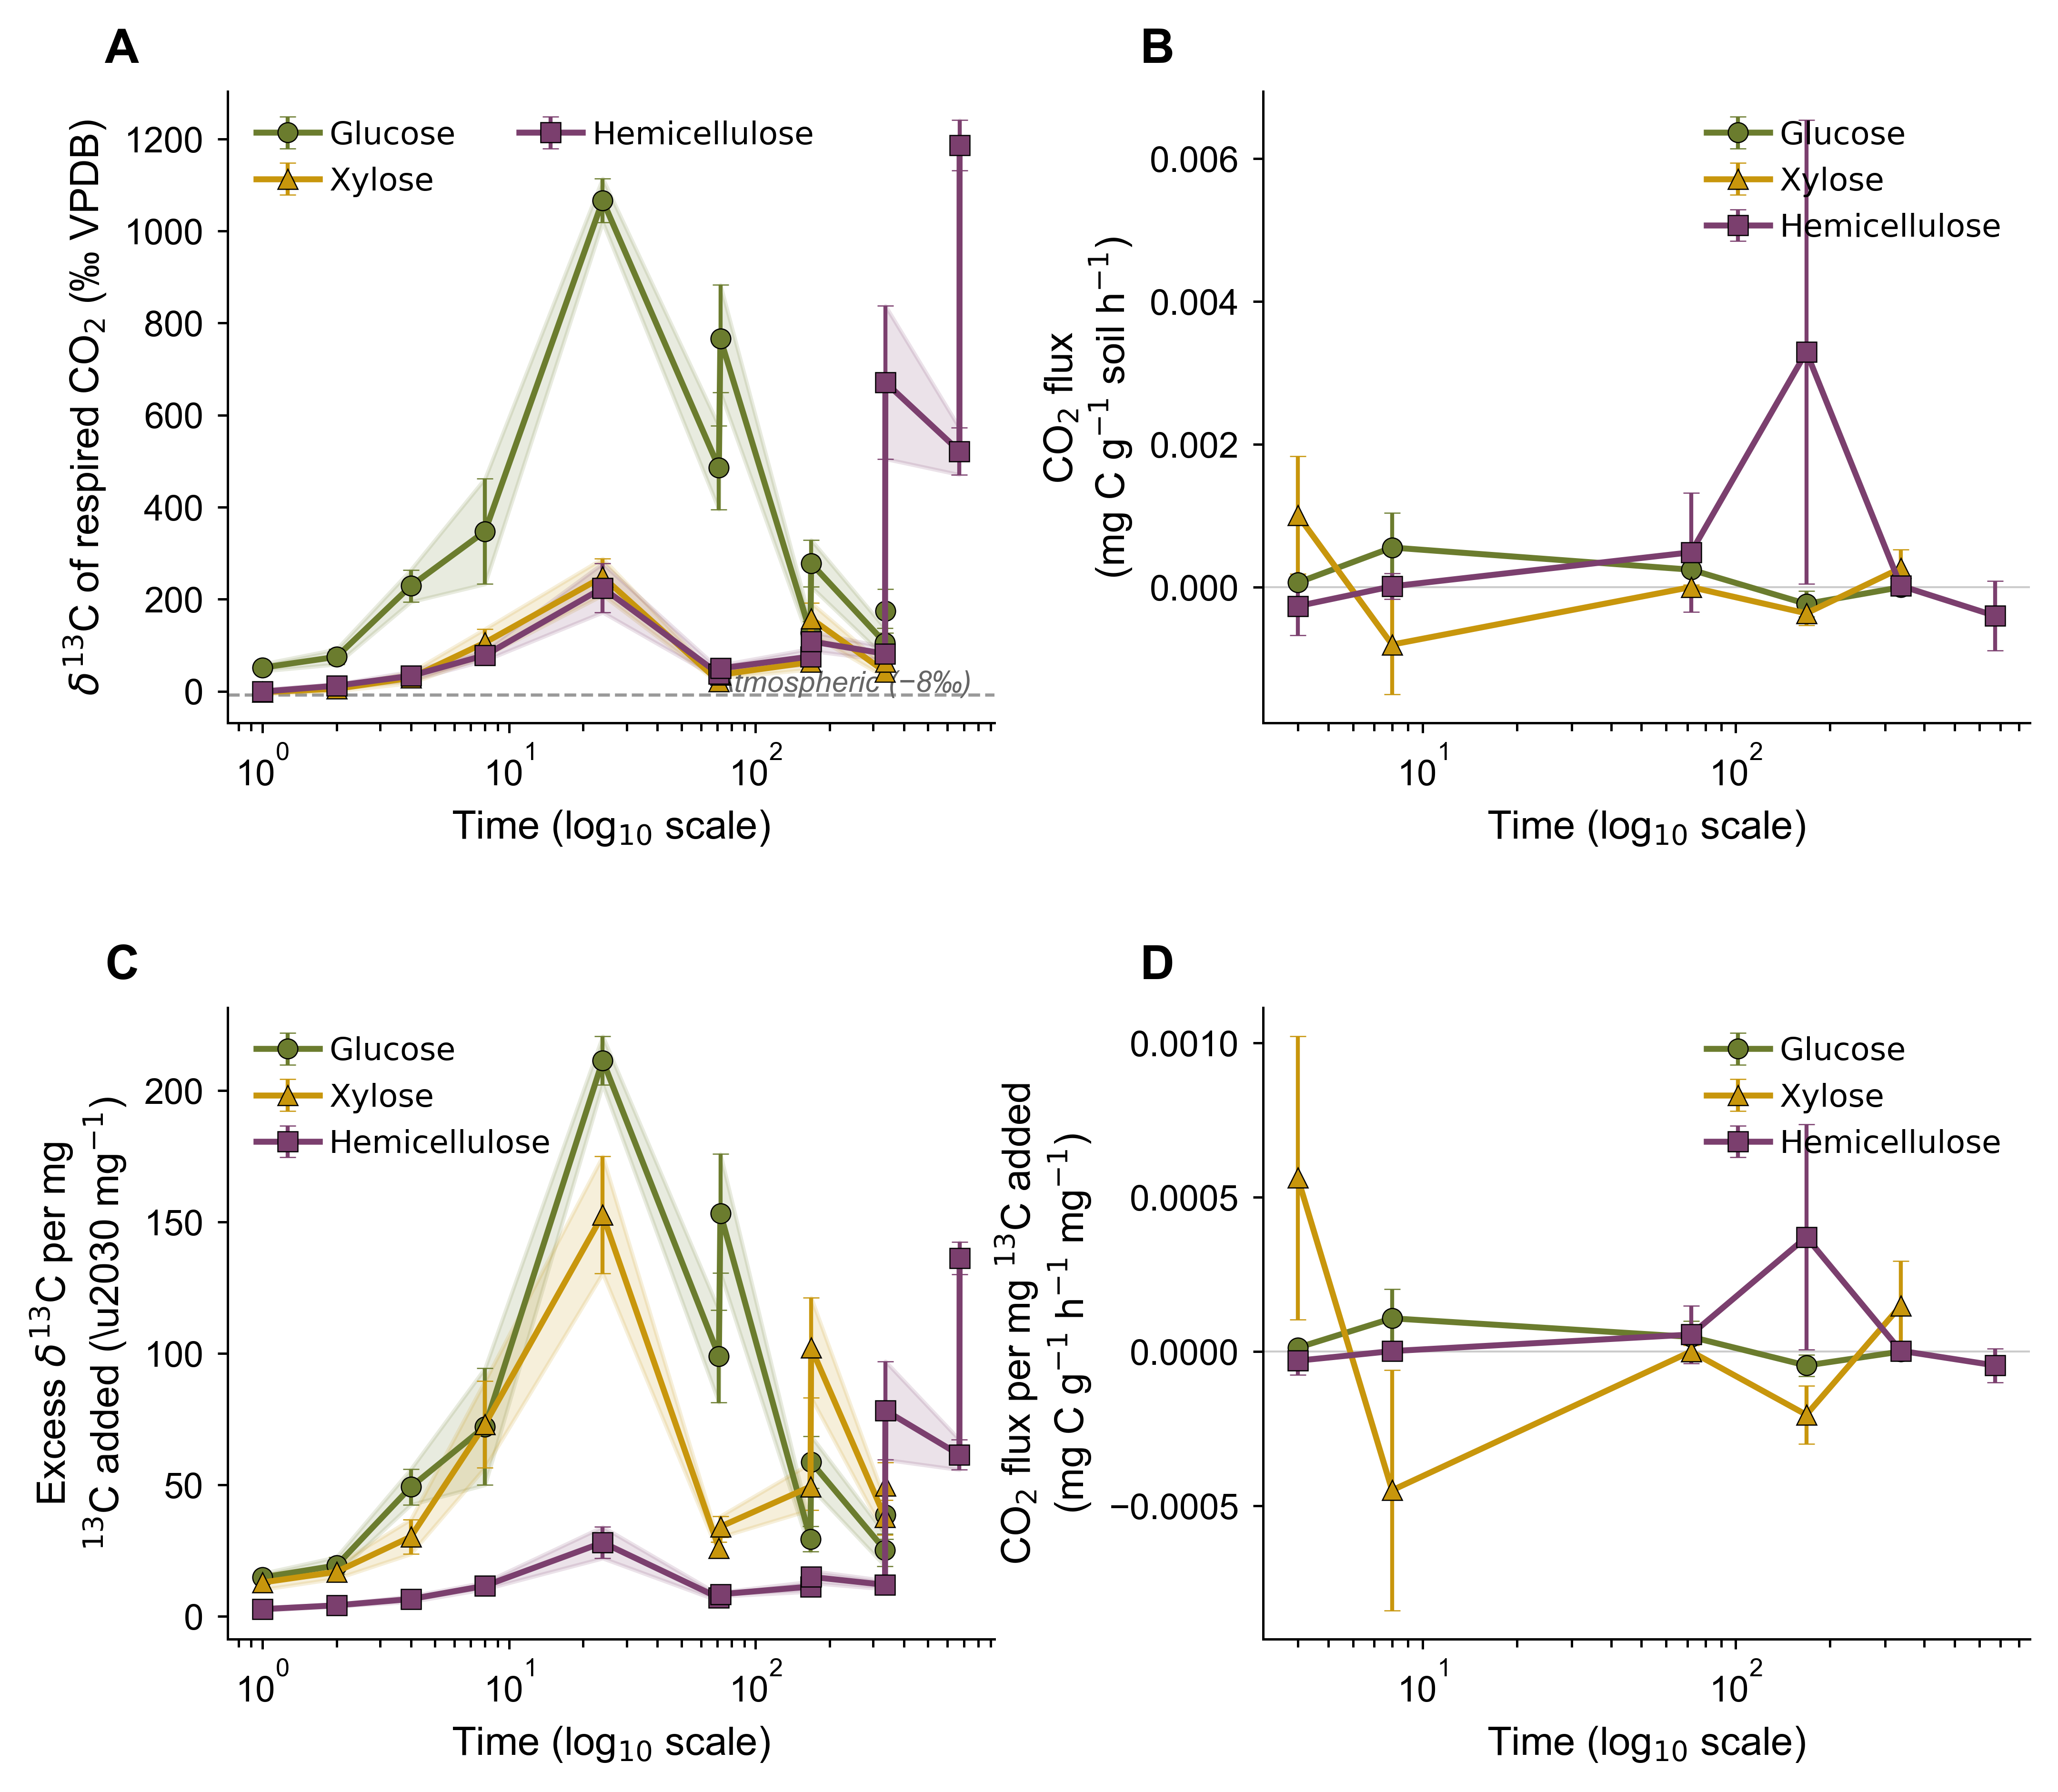 A
δ¹³C of respired CO₂ (‰ VPDB)
1200
1000
800
600
400
200
0
Glucose
Xylose
Hemicellulose
tmospheric (−8‰)
10⁰
10¹
10²
Time (log₁₀ scale)
B
CO₂ flux
(mg C g⁻¹ soil h⁻¹)
0.006
0.004
0.002
0.000
Glucose
Xylose
Hemicellulose
10¹
10²
Time (log₁₀ scale)
C
Excess δ¹³C per mg
¹³C added (\u2030 mg⁻¹)
200
150
100
50
0
Glucose
Xylose
Hemicellulose
10⁰
10¹
10²
Time (log₁₀ scale)
D
CO₂ flux per mg ¹³C added
(mg C g⁻¹ h⁻¹ mg⁻¹)
0.0010
0.0005
0.0000
−0.0005
Glucose
Xylose
Hemicellulose
10¹
10²
Time (log₁₀ scale)